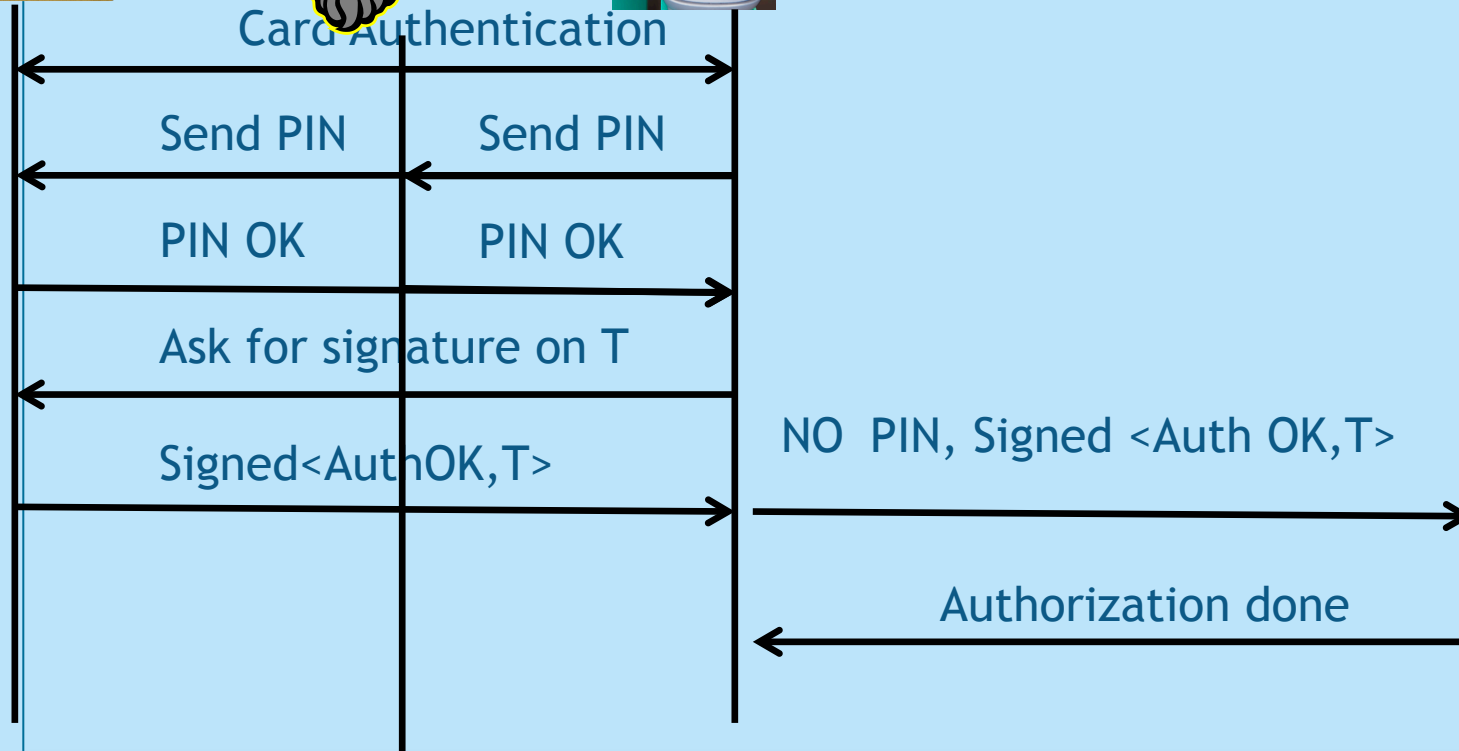 Card Authentication
Send PIN
Send PIN
PIN OK
PIN OK
Ask for signature on T
NO PIN, Signed <Auth OK,T>
Signed<AuthOK,T>
Authorization done